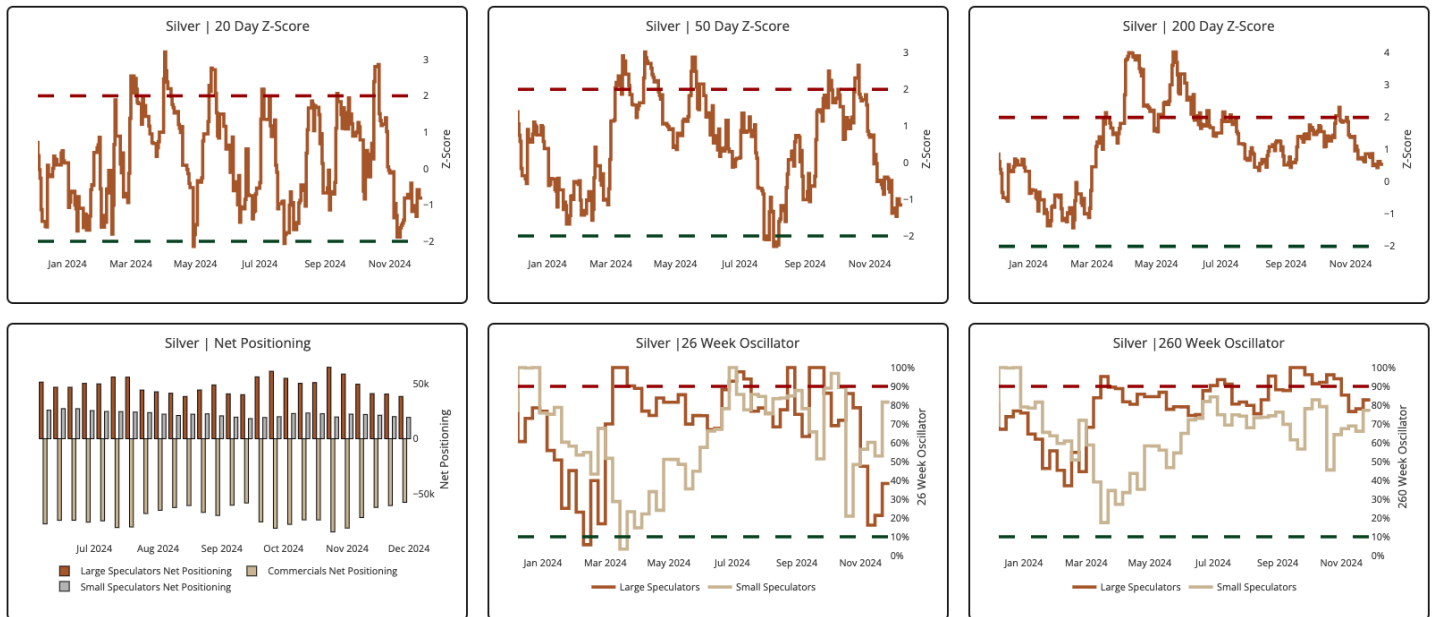 Silver | 20 Day Z-Score
3
2
1
0
−1
−2
Z-Score
Jan 2024 Mar 2024 May 2024 Jul 2024 Sep 2024 Nov 2024
Silver | 50 Day Z-Score
3
2
1
0
−1
−2
Z-Score
Jan 2024 Mar 2024 May 2024 Jul 2024 Sep 2024 Nov 2024
Silver | 200 Day Z-Score
4
3
2
1
0
−1
−2
Z-Score
Jan 2024 Mar 2024 May 2024 Jul 2024 Sep 2024 Nov 2024
Silver | Net Positioning
50k
0
−50k
Net Positioning
Jul 2024 Aug 2024 Sep 2024 Oct 2024 Nov 2024 Dec 2024
Large Speculators Net Positioning Commercials Net Positioning
Small Speculators Net Positioning
Silver |26 Week Oscillator
100%
90%
80%
70%
60%
50%
40%
30%
20%
10%
0%
26 Week Oscillator
Jan 2024 Mar 2024 May 2024 Jul 2024 Sep 2024 Nov 2024
Large Speculators Small Speculators
Silver |260 Week Oscillator
100%
90%
80%
70%
60%
50%
40%
30%
20%
10%
0%
260 Week Oscillator
Jan 2024 Mar 2024 May 2024 Jul 2024 Sep 2024 Nov 2024
Large Speculators Small Speculators